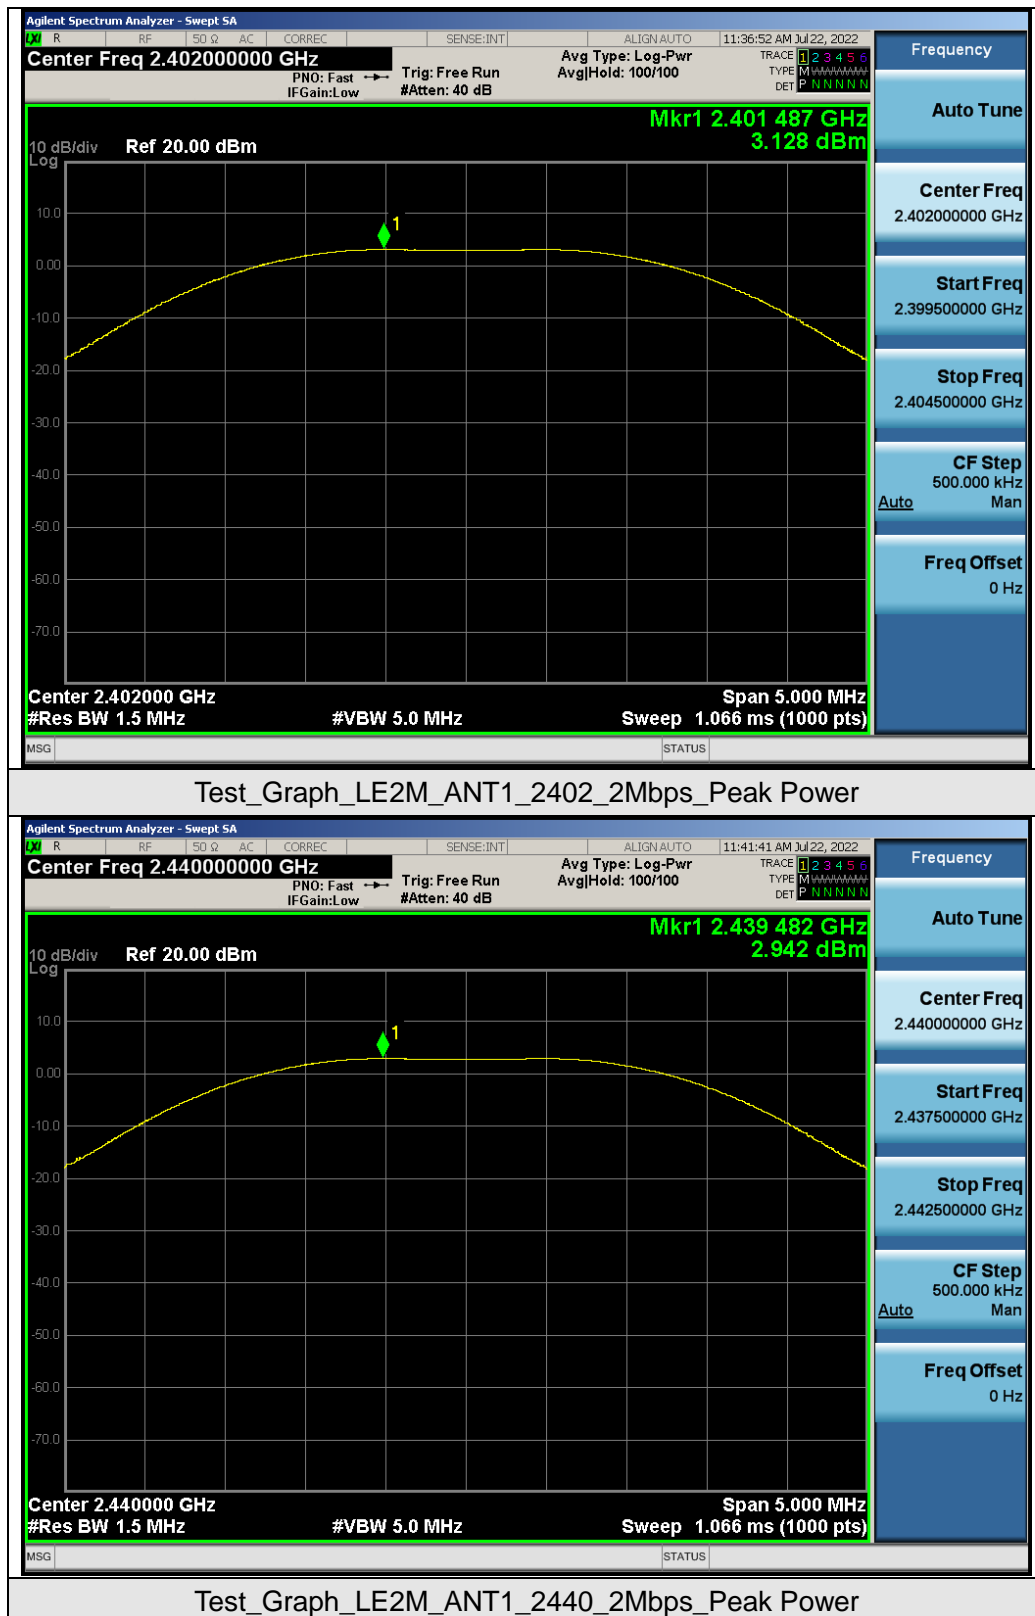 Agilent Spectrum Analyzer - Swept SA
LXI R RF 50 Ω AC CORREC SENSE:INT ALIGN AUTO 11:36:52 AM Jul 22, 2022
Center Freq 2.402000000 GHz
PNO: Fast
IFGain:Low
Trig: Free Run
#Atten: 40 dB
Avg Type: Log-Pwr
Avg|Hold: 100/100
TRACE 1 2 3 4 5 6
TYPE M WWWWW
DET P N N N N N
Mkr1 2.401 487 GHz
3.128 dBm
10 dB/div Ref 20.00 dBm
Log
10.0
1
0.00
-10.0
-20.0
-30.0
-40.0
-50.0
-60.0
-70.0
Center 2.402000 GHz Span 5.000 MHz
#Res BW 1.5 MHz #VBW 5.0 MHz Sweep 1.066 ms (1000 pts)
MSG STATUS
Frequency
Auto Tune
Center Freq
2.402000000 GHz
Start Freq
2.399500000 GHz
Stop Freq
2.404500000 GHz
CF Step
500.000 kHz
Auto Man
Freq Offset
0 Hz
Test_Graph_LE2M_ANT1_2402_2Mbps_Peak Power
Agilent Spectrum Analyzer - Swept SA
LXI R RF 50 Ω AC CORREC SENSE:INT ALIGN AUTO 11:41:41 AM Jul 22, 2022
Center Freq 2.440000000 GHz
PNO: Fast
IFGain:Low
Trig: Free Run
#Atten: 40 dB
Avg Type: Log-Pwr
Avg|Hold: 100/100
TRACE 1 2 3 4 5 6
TYPE M WWWWW
DET P N N N N N
Mkr1 2.439 482 GHz
2.942 dBm
10 dB/div Ref 20.00 dBm
Log
10.0
1
0.00
-10.0
-20.0
-30.0
-40.0
-50.0
-60.0
-70.0
Center 2.440000 GHz Span 5.000 MHz
#Res BW 1.5 MHz #VBW 5.0 MHz Sweep 1.066 ms (1000 pts)
MSG STATUS
Frequency
Auto Tune
Center Freq
2.440000000 GHz
Start Freq
2.437500000 GHz
Stop Freq
2.442500000 GHz
CF Step
500.000 kHz
Auto Man
Freq Offset
0 Hz
Test_Graph_LE2M_ANT1_2440_2Mbps_Peak Power